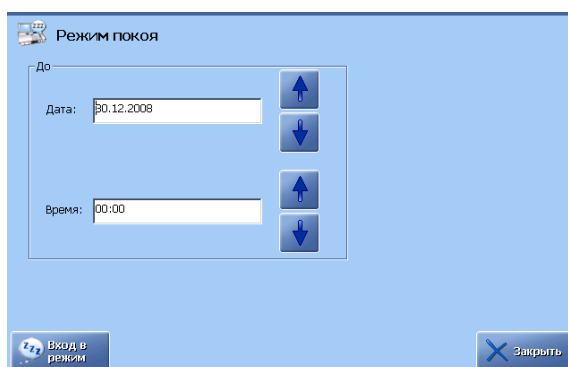 Режим покоя
До
Дата:
30.12.2008
Время:
00:00
Вход в
режим
Закрыть